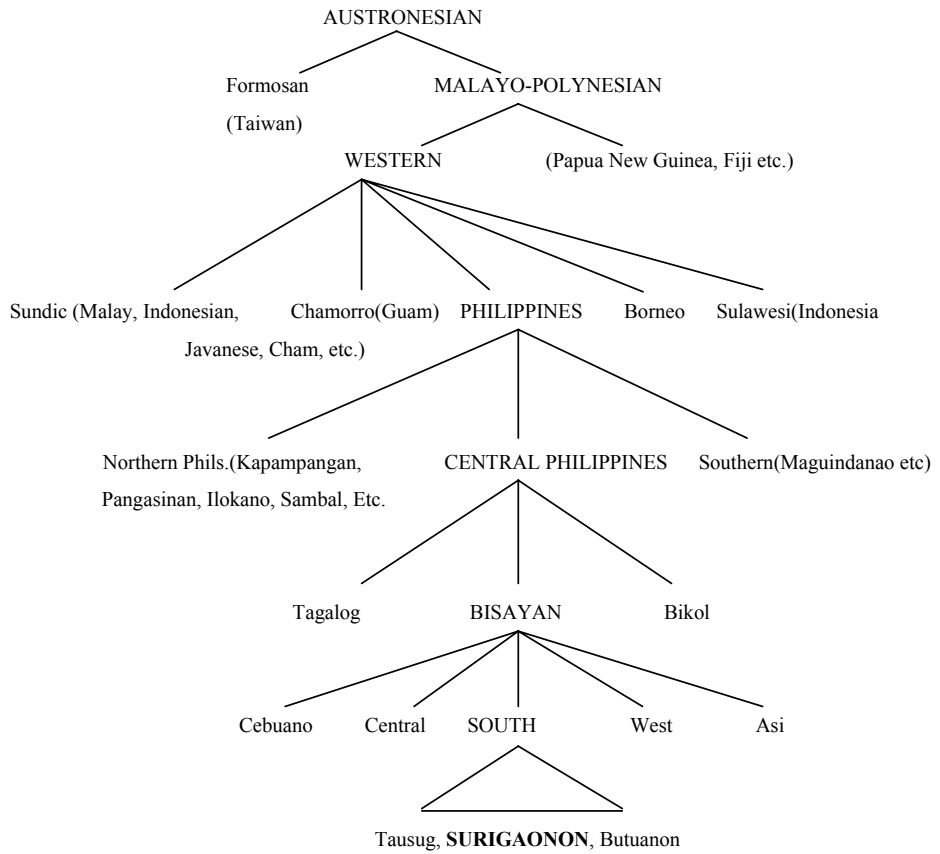 AUSTRONESIAN
Formosan MALAYO-POLYNESIAN
(Taiwan)
WESTERN (Papua New Guinea, Fiji etc.)
Sundic (Malay, Indonesian, Chamorro(Guam) PHILIPPINES Borneo Sulawesi(Indonesia
Javanese, Cham, etc.)
Northern Phils.(Kapampangan, CENTRAL PHILIPPINES Southern(Maguindanao etc)
Pangasinan, Ilokano, Sambal, Etc.
Tagalog BISAYAN Bikol
Cebuano Central SOUTH West Asi
Tausug, SURIGAONON, Butuanon